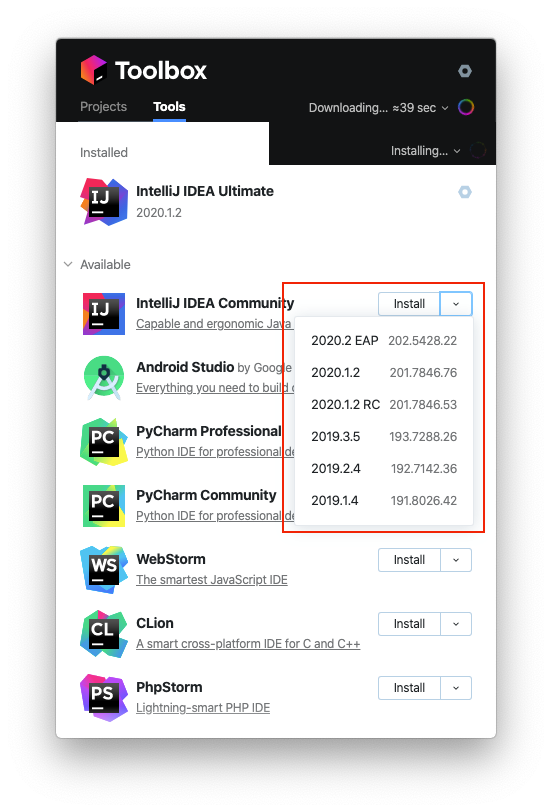 Toolbox
Projects Tools
Downloading... ≈39 sec
Installing...
Installed
IJ
IntelliJ IDEA Ultimate
2020.1.2
Available
IJ
IntelliJ IDEA Community
Capable and ergonomic Java
Install
2020.2 EAP 202.5428.22
2020.1.2 201.7846.76
2020.1.2 RC 201.7846.53
2019.3.5 193.7288.26
2019.2.4 192.7142.36
2019.1.4 191.8026.42
Android Studio by Google
Everything you need to build
PC
PyCharm Professional
Python IDE for professional de
PC
PyCharm Community
Python IDE for professional de
WS
WebStorm
The smartest JavaScript IDE
Install
CL
CLion
A smart cross-platform IDE for C and C++
Install
PS
PhpStorm
Lightning-smart PHP IDE
Install